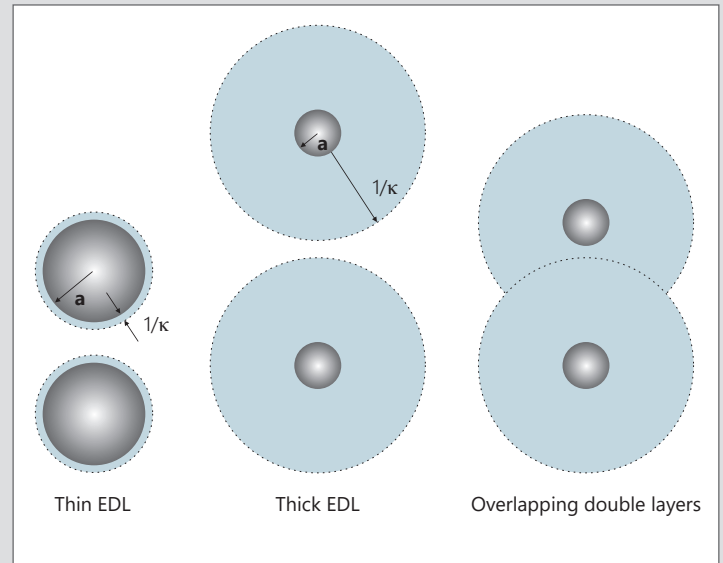 a
1/κ
a
1/κ
Thin EDL
Thick EDL
Overlapping double layers